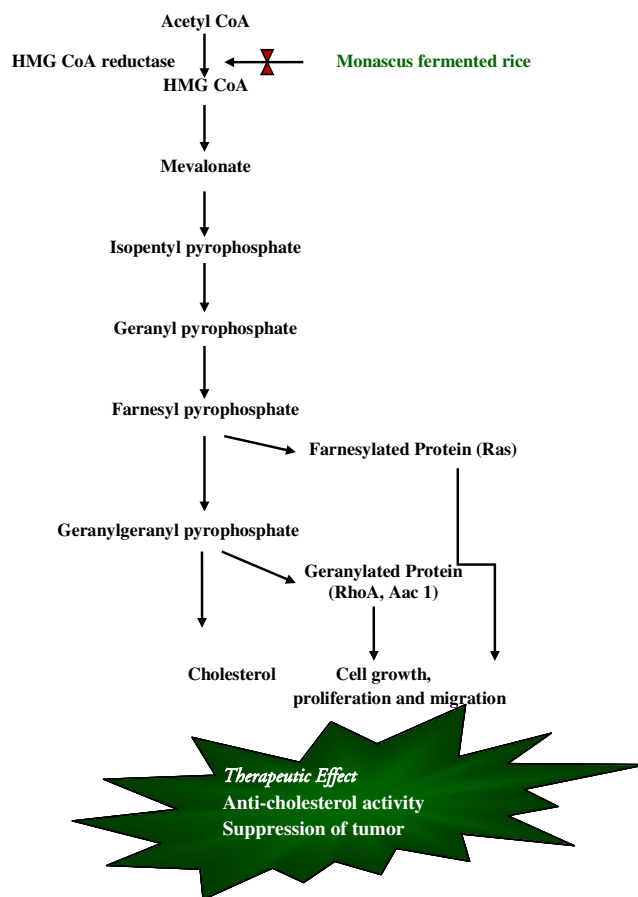 Acetyl CoA
HMG CoA reductase
Monascus fermented rice
HMG CoA
Mevalonate
Isopentyl pyrophosphate
Geranyl pyrophosphate
Farnesyl pyrophosphate
Farnesylated Protein (Ras)
Geranylgeranyl pyrophosphate
Geranylated Protein
(RhoA, Aac 1)
Cholesterol
Cell growth,
proliferation and migration
Therapeutic Effect
Anti-cholesterol activity
Suppression of tumor